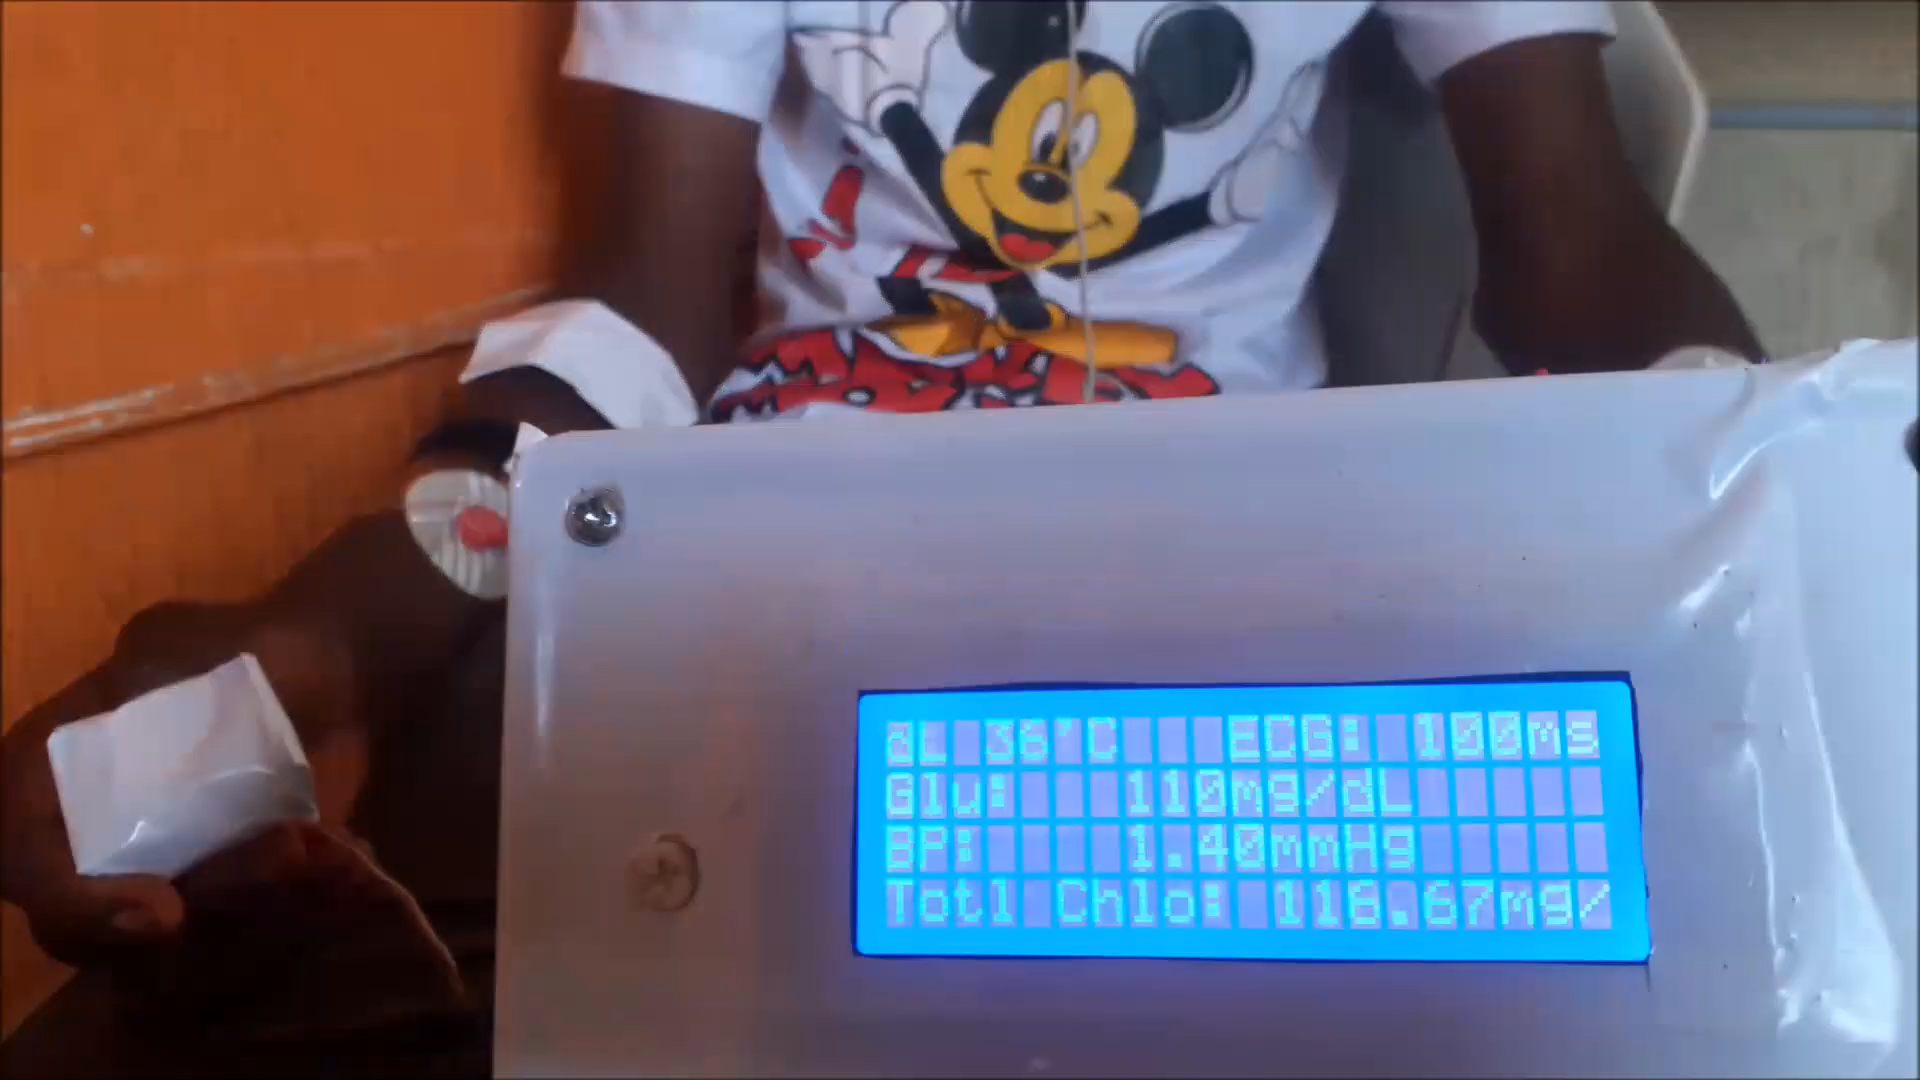 dL 36'C ECG: 100ms
Glu: 110mg/dL
BP: 1.40mmHg
Totl Chlo: 116.67mg/